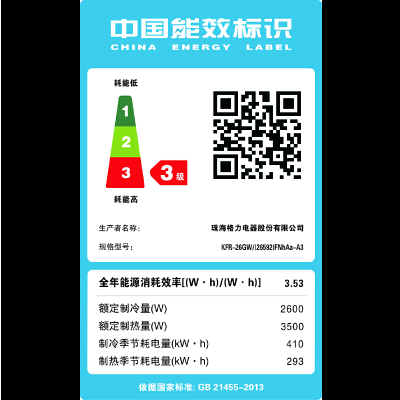 中国能效标识
CHINA ENERGY LABEL
耗能低
1
2
3
3级
耗能高
生产者名称: 珠海格力电器股份有限公司
规格型号: KFR-26GW/(26592)FNhAa-A3
全年能源消耗效率[(W·h)/(W·h)] 3.53
额定制冷量(W) 2600
额定制热量(W) 3500
制冷季节耗电量(kW·h) 410
制热季节耗电量(kW·h) 293
依据国家标准: GB 21455-2013